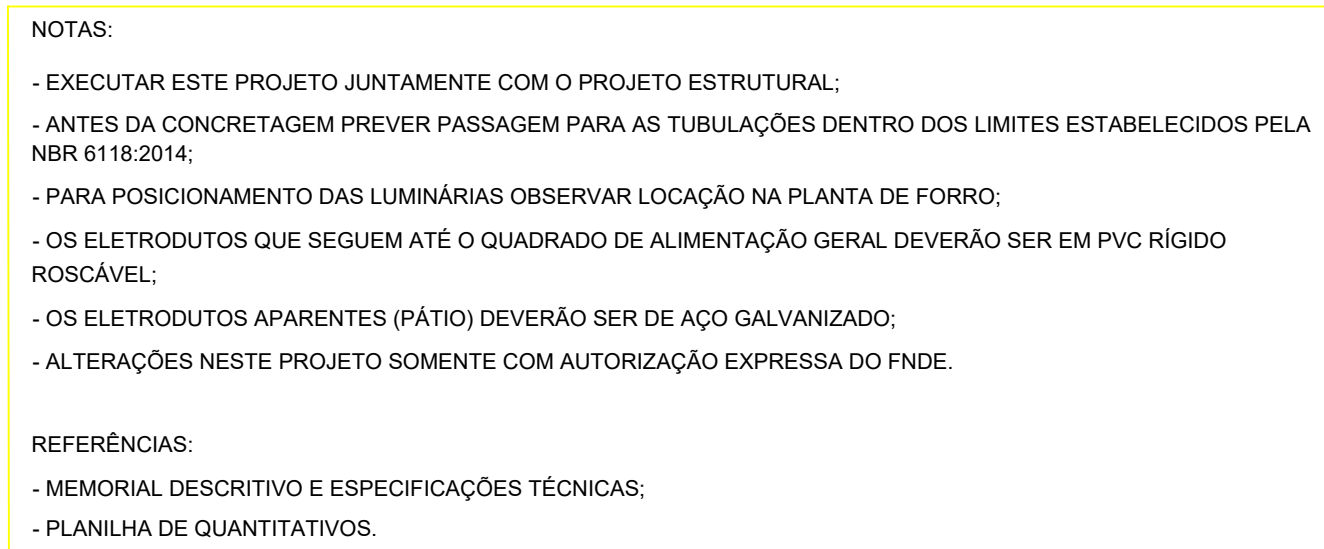 NOTAS:
- EXECUTAR ESTE PROJETO JUNTAMENTE COM O PROJETO ESTRUTURAL;
- ANTES DA CONCRETAGEM PREVER PASSAGEM PARA AS TUBULAÇÕES DENTRO DOS LIMITES ESTABELECIDOS PELA
NBR 6118:2014;
- PARA POSICIONAMENTO DAS LUMINÁRIAS OBSERVAR LOCAÇÃO NA PLANTA DE FORRO;
- OS ELETRODUTOS QUE SEGUEM ATÉ O QUADRADO DE ALIMENTAÇÃO GERAL DEVERÃO SER EM PVC RÍGIDO
ROSCÁVEL;
- OS ELETRODUTOS APARENTES (PÁTIO) DEVERÃO SER DE AÇO GALVANIZADO;
- ALTERAÇÕES NESTE PROJETO SOMENTE COM AUTORIZAÇÃO EXPRESSA DO FNDE.
REFERÊNCIAS:
- MEMORIAL DESCRITIVO E ESPECIFICAÇÕES TÉCNICAS;
- PLANILHA DE QUANTITATIVOS.